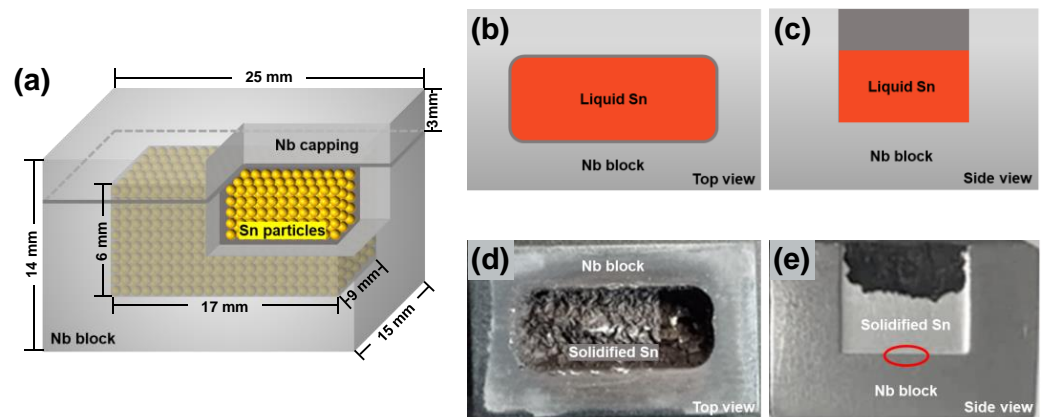 (a)
25 mm
3mm
Nb capping
Sn particles
14 mm
6 mm
17 mm
9 mm
15 mm
Nb block
(b)
Liquid Sn
Nb block
Top view
(c)
Liquid Sn
Nb block
Side view
(d)
Nb block
Solidified Sn
Top view
(e)
Solidified Sn
Nb block
Side view